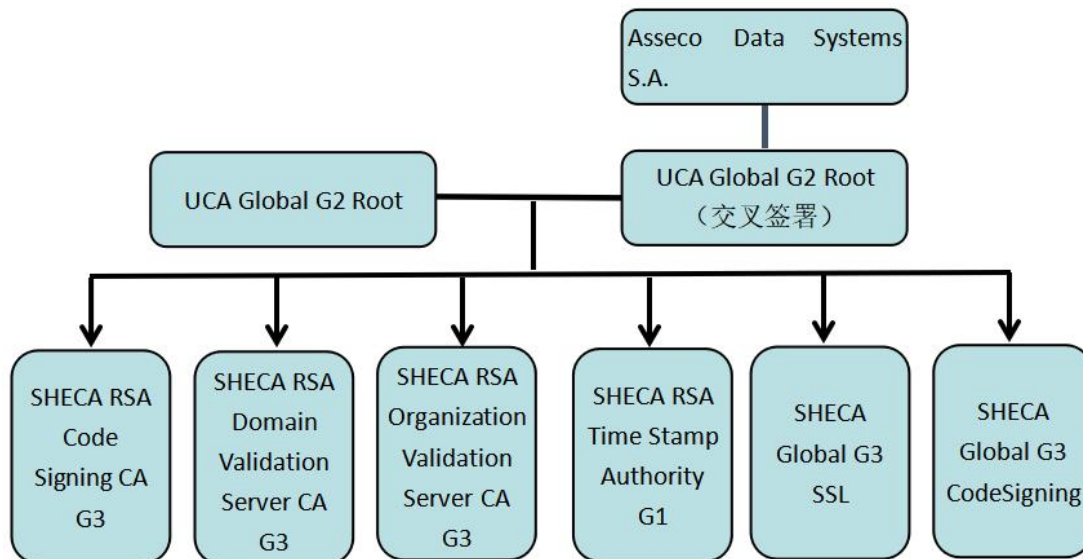 Asseco Data Systems
S.A.
UCA Global G2 Root
UCA Global G2 Root
（交叉签署）
SHECA RSA
Code
Signing CA
G3
SHECA RSA
Domain
Validation
Server CA
G3
SHECA RSA
Organization
Validation
Server CA
G3
SHECA RSA
Time Stamp
Authority
G1
SHECA
Global G3
SSL
SHECA
Global G3
CodeSigning